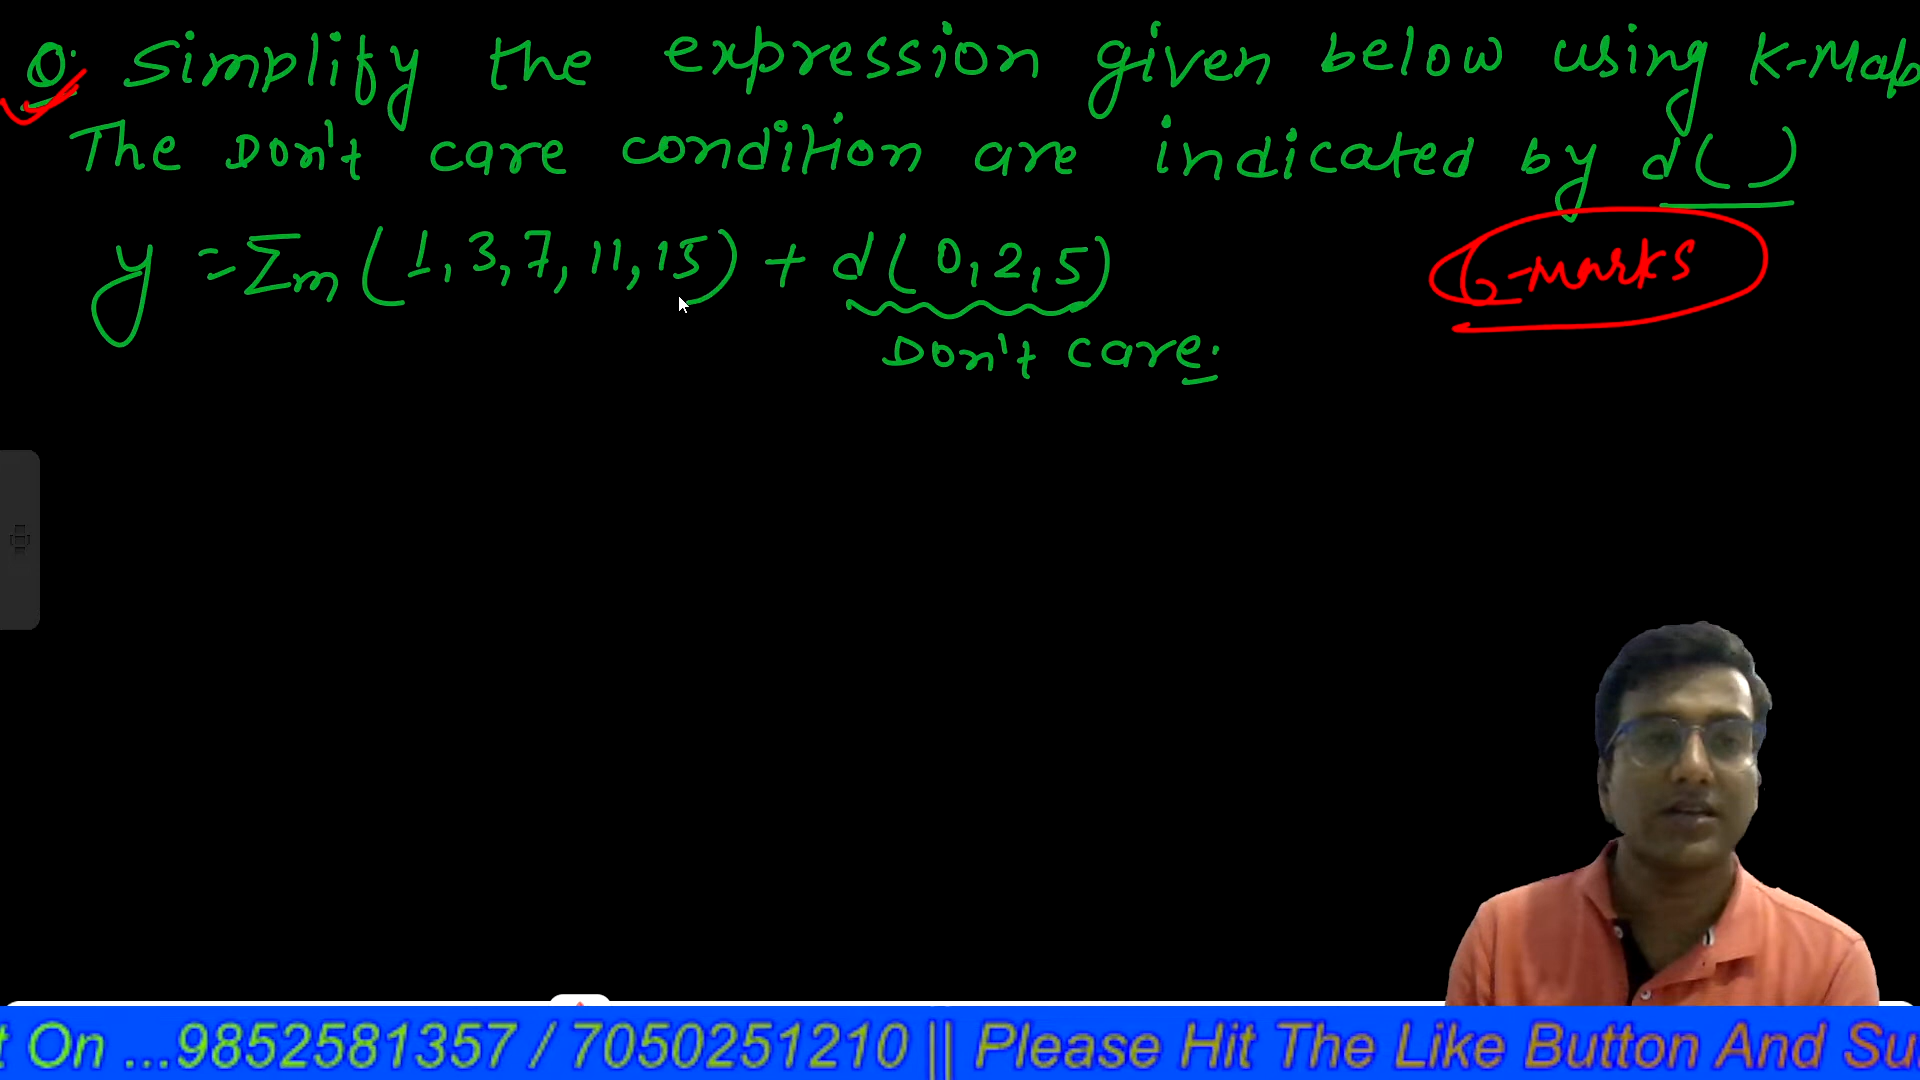 Q. Simplify the expression given below using K-Map
The Don't care condition are indicated by d( )
y = Σm (1,3,7,11,15) + d(0,2,5)
6-marks
Don't care.
t On ...9852581357 / 7050251210 || Please Hit The Like Button And Su